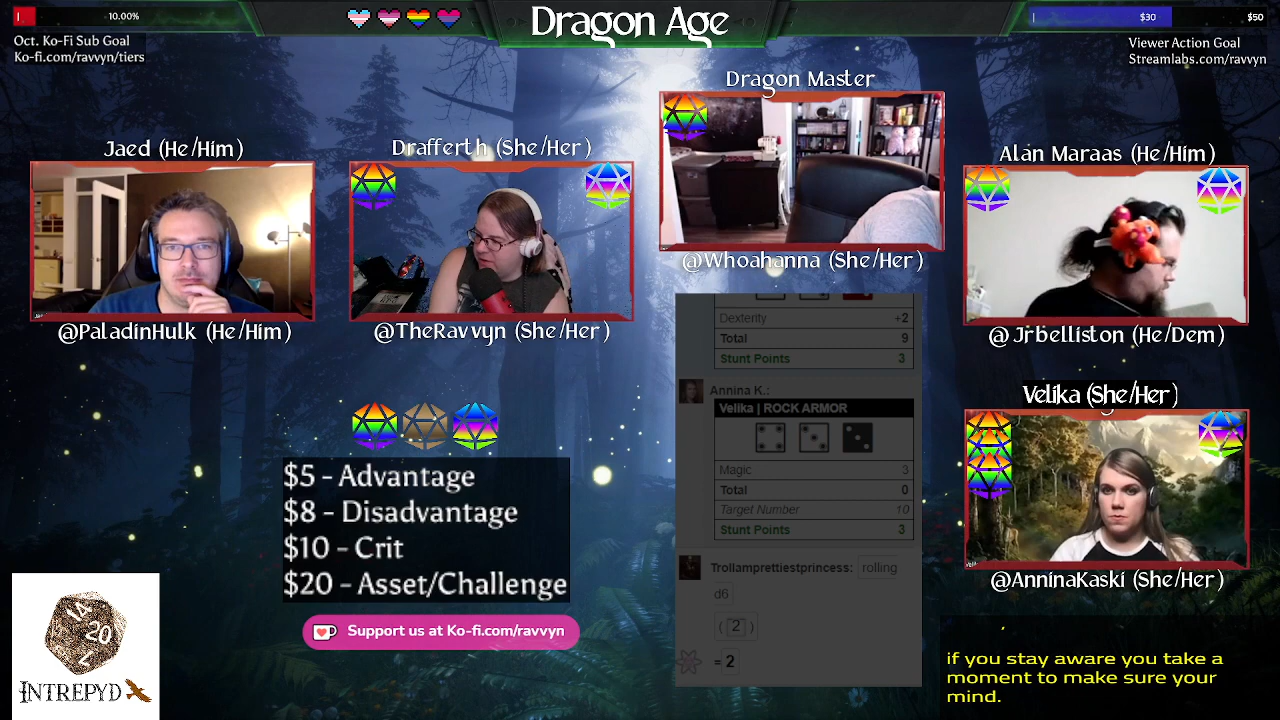 10.00%
Dragon Age
$30
$50
Oct. Ko-Fi Sub Goal
Ko-fi.com/ravvyn/tiers
Viewer Action Goal
Streamlabs.com/ravvyn
Dragon Master
Jaed (He/Him)
Drafferth (She/Her)
Alan Maraas (He/Him)
@Whoahanna (She/Her)
@PaladinHulk (He/Him)
@TheRavvyn (She/Her)
@Jrbelliston (He/Dem)
Dexterity +2
Total 9
Stunt Points 3
Annina K.:
Velika | ROCK ARMOR
Magic 3
Total 0
Target Number 10
Stunt Points 3
Trollamprettiestprincess: rolling
d6
(2)
= 2
Velika (She/Her)
@AnninaKaski (She/Her)
$5 - Advantage
$8 - Disadvantage
$10 - Crit
$20 - Asset/Challenge
Support us at Ko-fi.com/ravvyn
14
20
2
INTREPYD
if you stay aware you take a
moment to make sure your
mind.